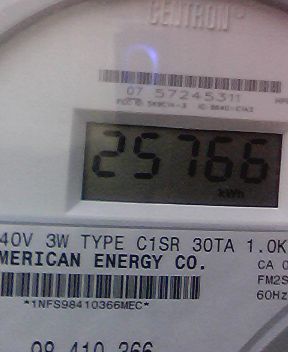 CENTRON
07 57245311
25766
kWh
40V 3W TYPE C1SR 30TA 1.0K
MERICAN ENERGY CO.
CA 0
FM2S
60Hz
*1NFS98410366MEC*
98 410 366